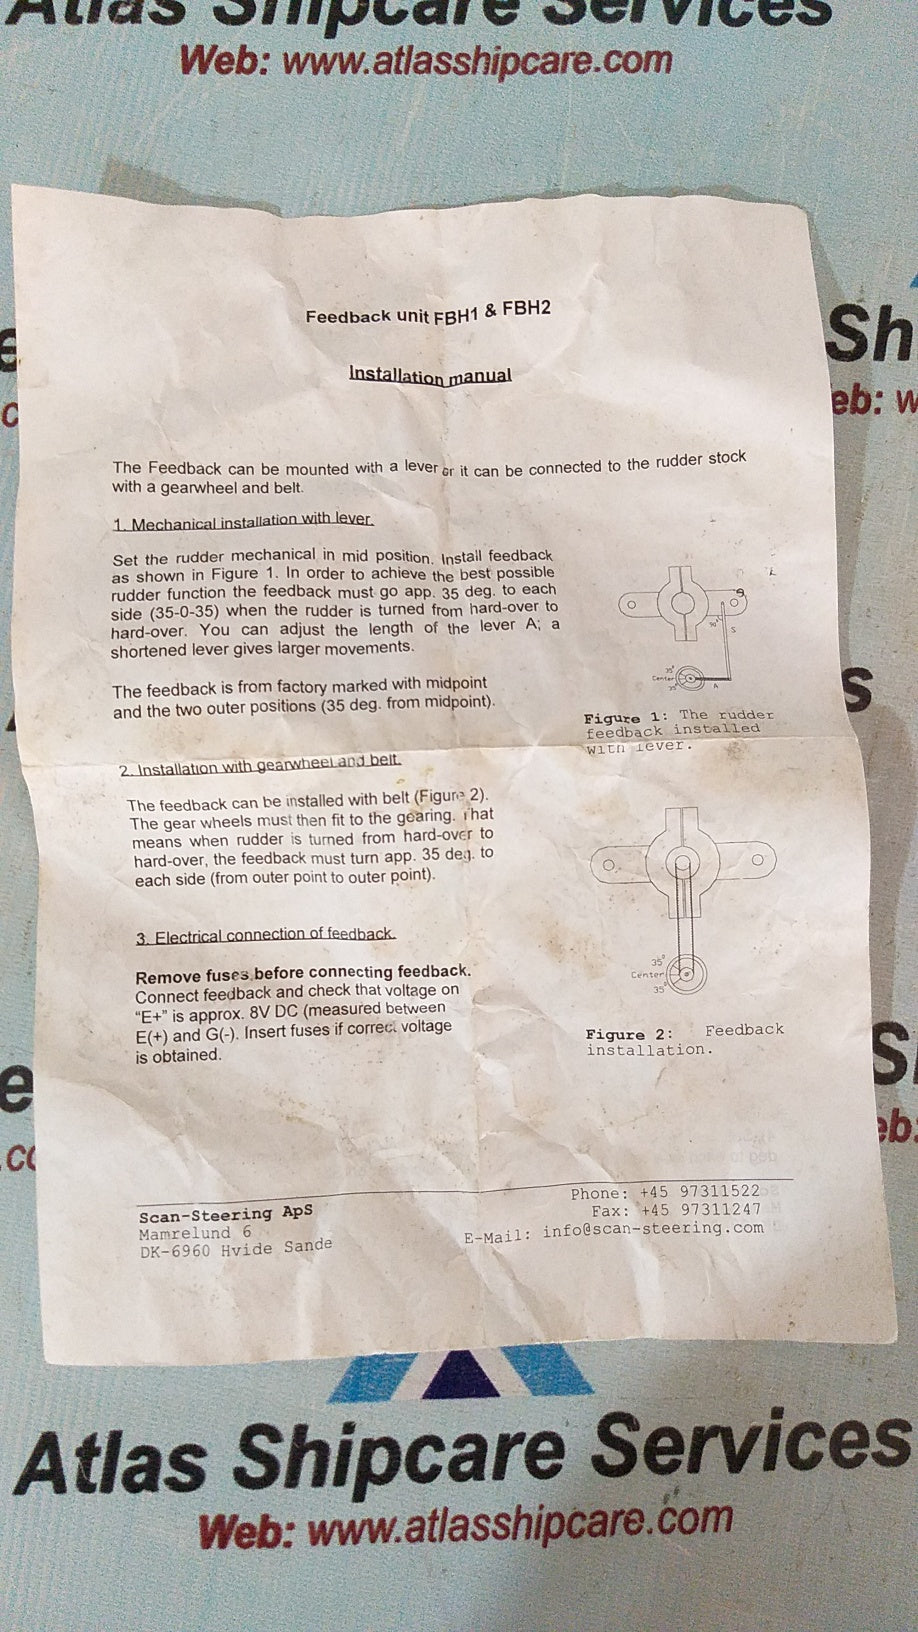 Atlas Shipcare Services
Web: www.atlasshipcare.com
Feedback unit FBH1 & FBH2
Installation manual
The Feedback can be mounted with a lever or it can be connected to the rudder stock
with a gearwheel and belt.
1. Mechanical installation with lever.
Set the rudder mechanical in mid position. Install feedback
as shown in Figure 1. In order to achieve the best possible
rudder function the feedback must go app. 35 deg. to each
side (35-0-35) when the rudder is turned from hard-over to
hard-over. You can adjust the length of the lever A; a
shortened lever gives larger movements.
The feedback is from factory marked with midpoint
and the two outer positions (35 deg. from midpoint).
90°
S
35°
Center
35°
A
Figure 1: The rudder
feedback installed
with lever.
2. Installation with gearwheel and belt.
The feedback can be installed with belt (Figure 2).
The gear wheels must then fit to the gearing. That
means when rudder is turned from hard-over to
hard-over, the feedback must turn app. 35 deg. to
each side (from outer point to outer point).
35°
Center
35°
Figure 2: Feedback
installation.
3. Electrical connection of feedback.
Remove fuses before connecting feedback.
Connect feedback and check that voltage on
“E+” is approx. 8V DC (measured between
E(+) and G(-). Insert fuses if correct voltage
is obtained.
Scan-Steering ApS
Mamrelund 6
DK-6960 Hvide Sande
Phone: +45 97311522
Fax: +45 97311247
E-Mail: info@scan-steering.com
Sh
eb: w
s
S
eb:
e
.co
Atlas Shipcare Services
Web: www.atlasshipcare.com